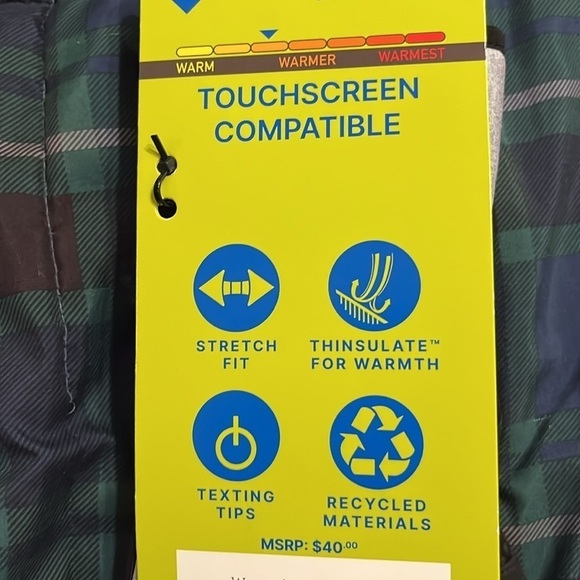 WARM WARMER WARMEST
TOUCHSCREEN
COMPATIBLE
STRETCH
FIT
THINSULATE™
FOR WARMTH
TEXTING
TIPS
RECYCLED
MATERIALS
MSRP: $40.00